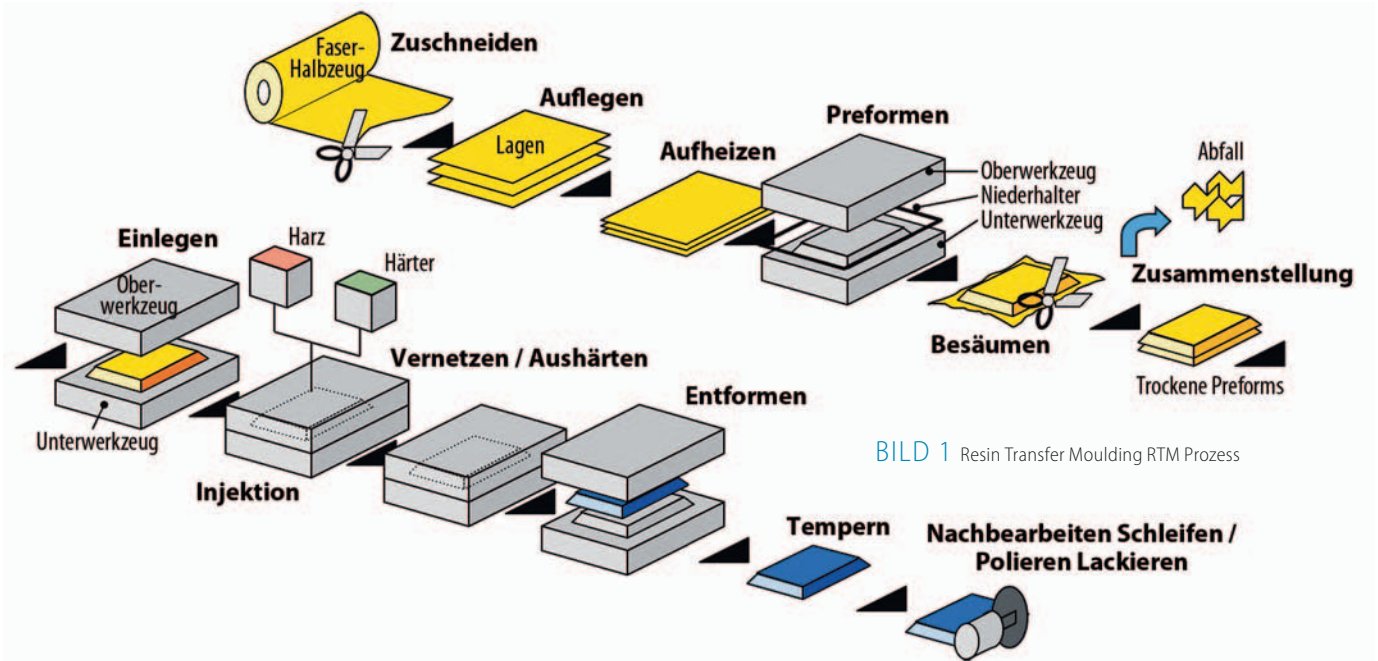 Faser-
Halbzeug
Zuschneiden
Auflegen
Lagen
Aufheizen
Preformen
Oberwerkzeug
Niederhalter
Unterwerkzeug
Abfall
Besäumen
Zusammenstellung
Trockene Preforms
Einlegen
Ober-
werkzeug
Unterwerkzeug
Harz
Härter
Injektion
Vernetzen / Aushärten
Entformen
Tempern
Nachbearbeiten Schleifen /
Polieren Lackieren
BILD 1 Resin Transfer Moulding RTM Prozess